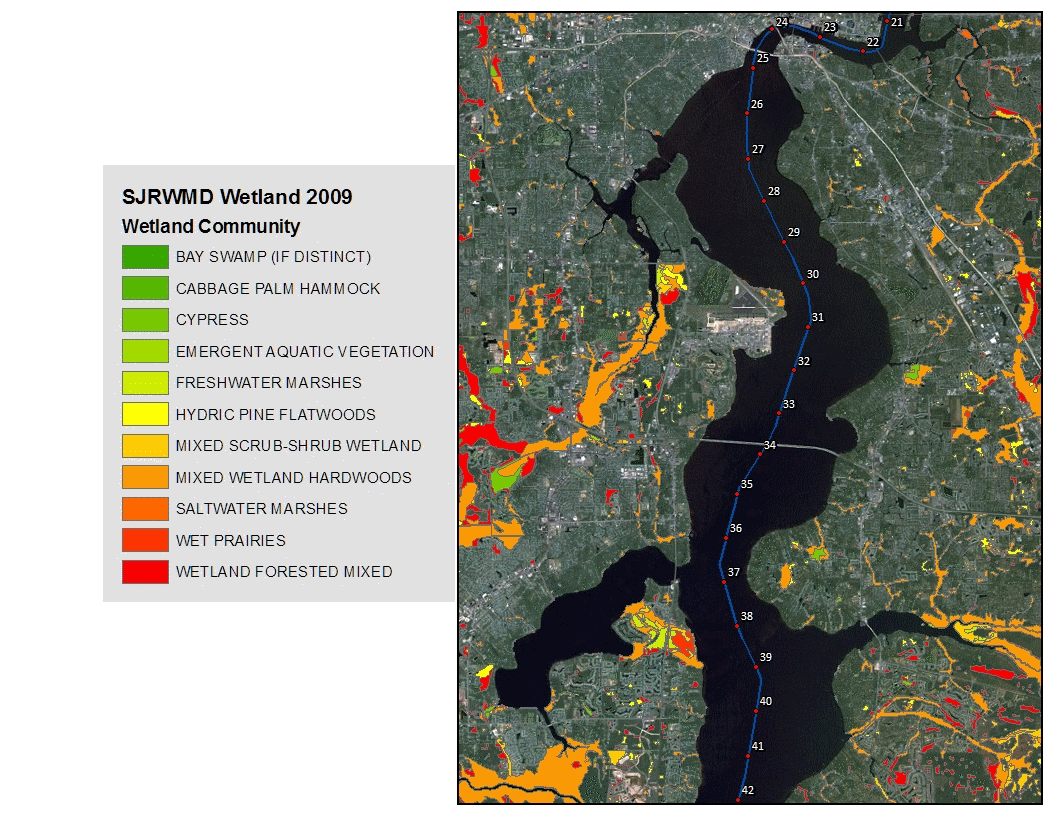 SJRWMD Wetland 2009
Wetland Community
BAY SWAMP (IF DISTINCT)
CABBAGE PALM HAMMOCK
CYPRESS
EMERGENT AQUATIC VEGETATION
FRESHWATER MARSHES
HYDRIC PINE FLATWOODS
MIXED SCRUB-SHRUB WETLAND
MIXED WETLAND HARDWOODS
SALTWATER MARSHES
WET PRAIRIES
WETLAND FORESTED MIXED
21
22
23
24
25
26
27
28
29
30
31
32
33
34
35
36
37
38
39
40
41
42